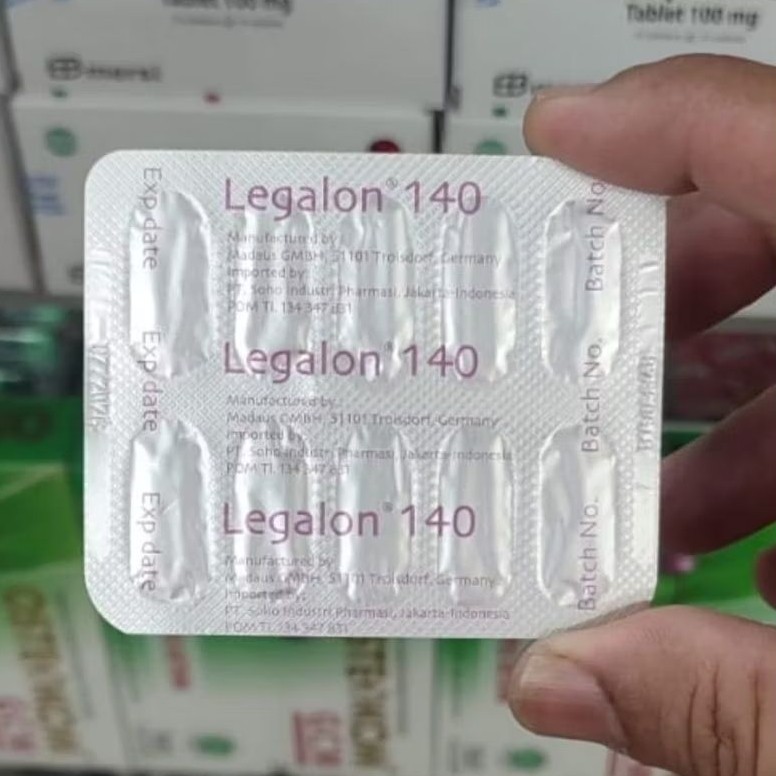 Tablet 100 mg
Tablet 100 mg
mersi
Exp date
Legalon® 140
Manufactured by:
Madaus GMBH, 51101 Troisdorf, Germany
Imported by:
PT. Soho Industri Pharmasi, Jakarta-Indonesia
POM TI. 134 347 831
Batch No.
Exp date
Legalon® 140
Manufactured by:
Madaus GMBH, 51101 Troisdorf, Germany
Imported by:
PT. Soho Industri Pharmasi, Jakarta-Indonesia
POM TI. 134 347 831
Batch No.
Exp date
Legalon® 140
Manufactured by:
Madaus GMBH, 51101 Troisdorf, Germany
Imported by:
PT. Soho Industri Pharmasi, Jakarta-Indonesia
POM TI. 134 347 831
Batch No.